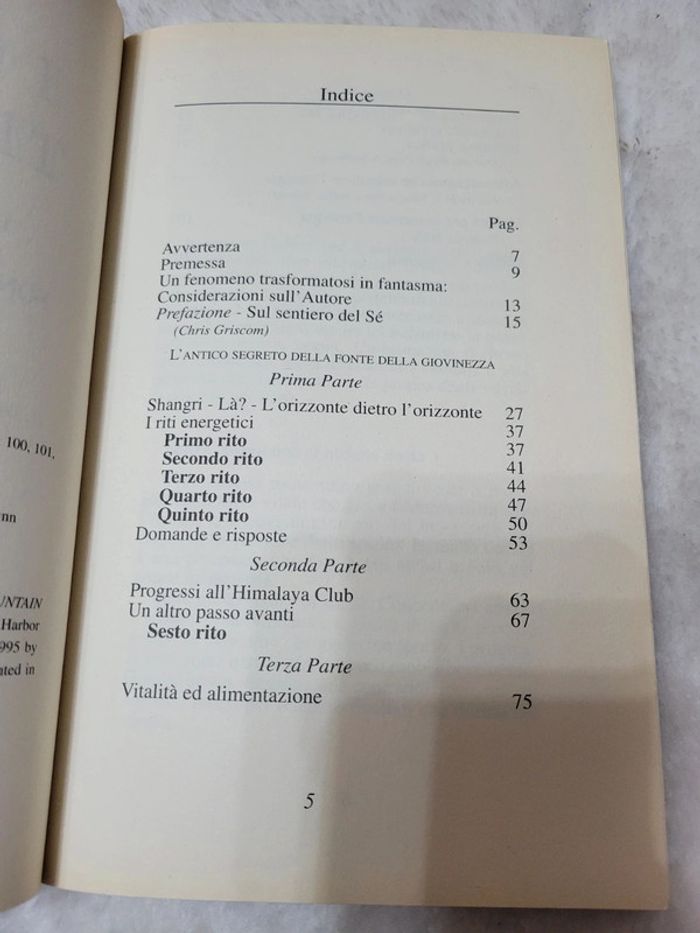 100, 101,
nn
UNTAIN
Harbor
995 by
ated in
Indice
Pag.
Avvertenza 7
Premessa 9
Un fenomeno trasformatosi in fantasma:
Considerazioni sull'Autore 13
Prefazione - Sul sentiero del Sé 15
(Chris Griscom)
L'ANTICO SEGRETO DELLA FONTE DELLA GIOVINEZZA
Prima Parte
Shangri - Là? - L'orizzonte dietro l'orizzonte 27
I riti energetici 37
Primo rito 37
Secondo rito 41
Terzo rito 44
Quarto rito 47
Quinto rito 50
Domande e risposte 53
Seconda Parte
Progressi all'Himalaya Club 63
Un altro passo avanti 67
Sesto rito
Terza Parte
Vitalità ed alimentazione 75
5